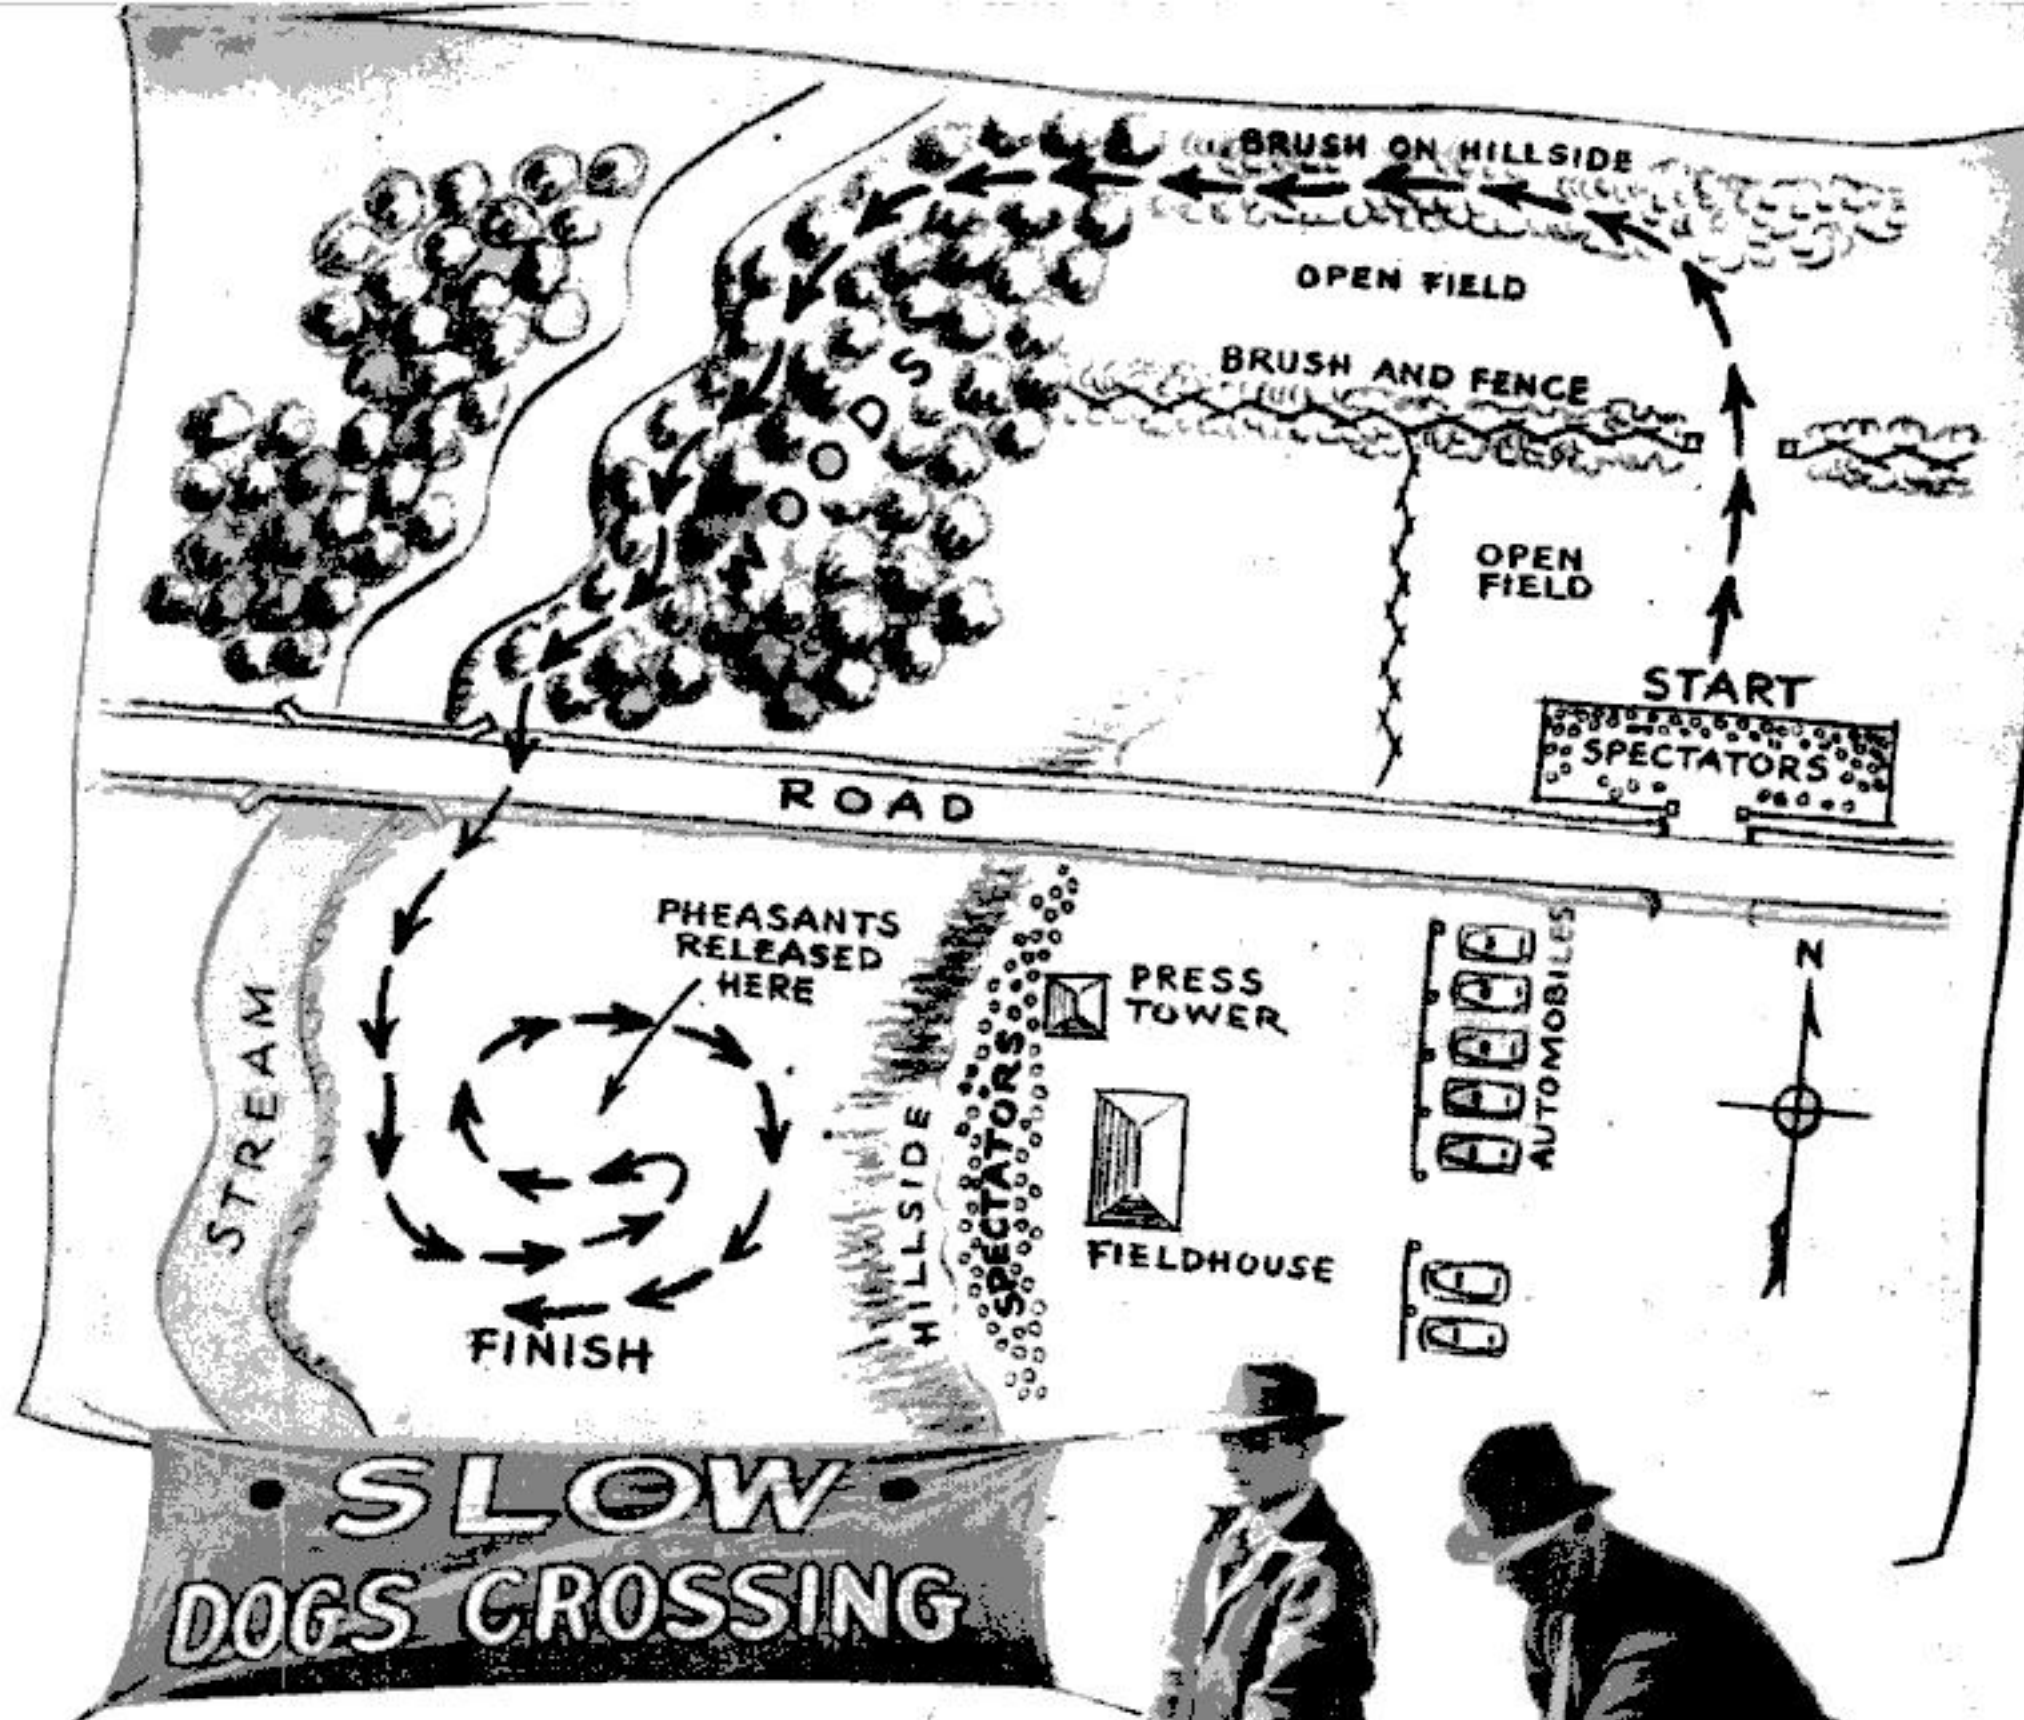 BRUSH ON HILLSIDE
OPEN FIELD
BRUSH AND FENCE
WOODS
OPEN
FIELD
START
SPECTATORS
ROAD
PHEASANTS
RELEASED
HERE
PRESS
TOWER
AUTOMOBILES
N
STREAM
HILLSIDE
SPECTATORS
FIELDHOUSE
FINISH
SLOW
DOGS CROSSING